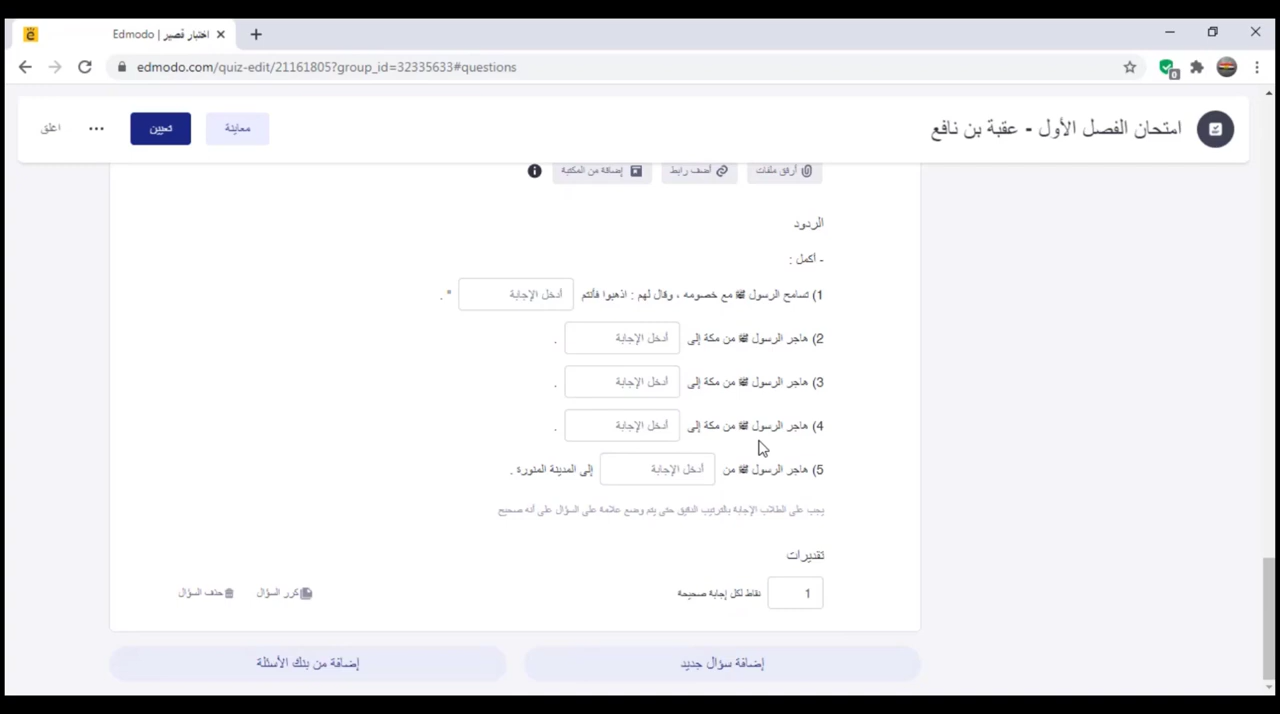 اختبار قصير | Edmodo
edmodo.com/quiz-edit/21161805?group_id=32335633#questions
امتحان الفصل الأول - عقبة بن نافع
معاينة
تعيين
اغلق
أرفق ملفات
أضف رابط
إضافة من المكتبة
الردود
- أكمل :
1) تسامح الرسول ﷺ مع خصومه ، وقال لهم : اذهبوا فأنتم أدخل الإجابة " .
2) هاجر الرسول ﷺ من مكة إلى أدخل الإجابة .
3) هاجر الرسول ﷺ من مكة إلى أدخل الإجابة .
4) هاجر الرسول ﷺ من مكة إلى أدخل الإجابة .
5) هاجر الرسول ﷺ من أدخل الإجابة إلى المدينة المنورة .
يجب على الطلاب الإجابة بالترتيب الدقيق حتى يتم وضع علامة على السؤال على أنه صحيح
تقديرات
1 نقاط لكل إجابة صحيحة
كرر السؤال
حذف السؤال
إضافة سؤال جديد
إضافة من بنك الأسئلة